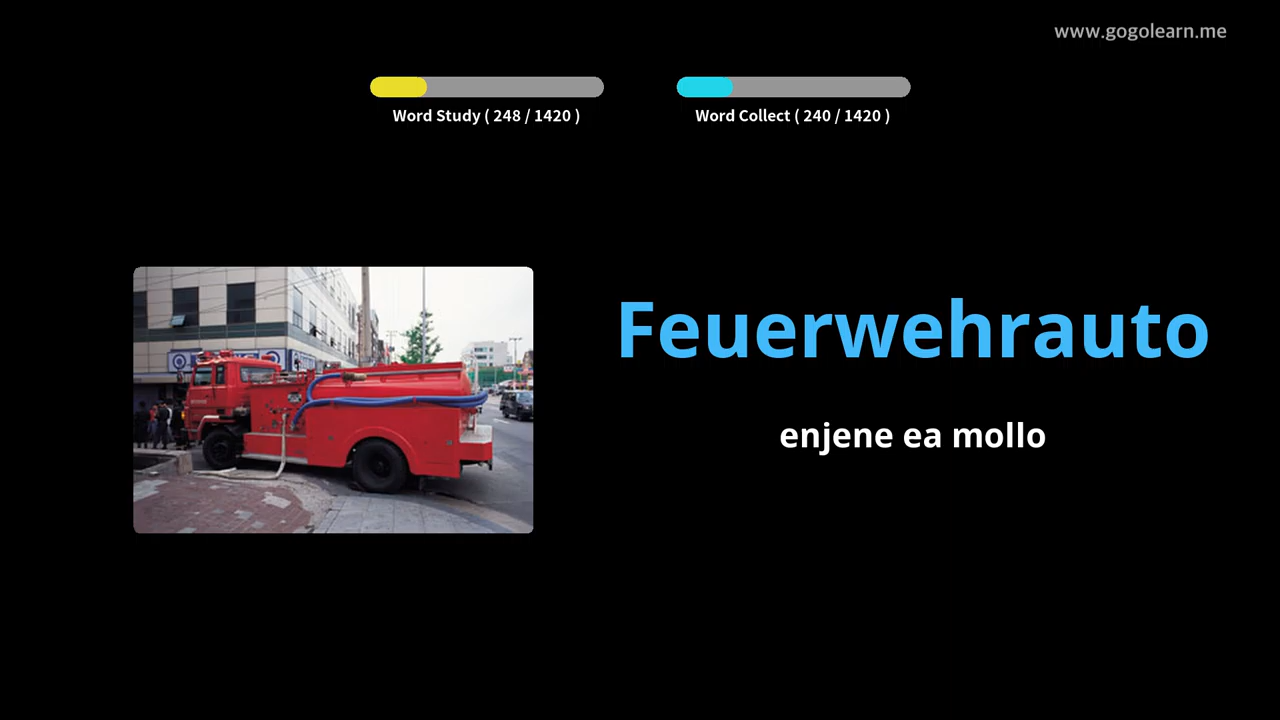 www.gogolearn.me
Word Study ( 248 / 1420 )
Word Collect ( 240 / 1420 )
Feuerwehrauto
enjene ea mollo